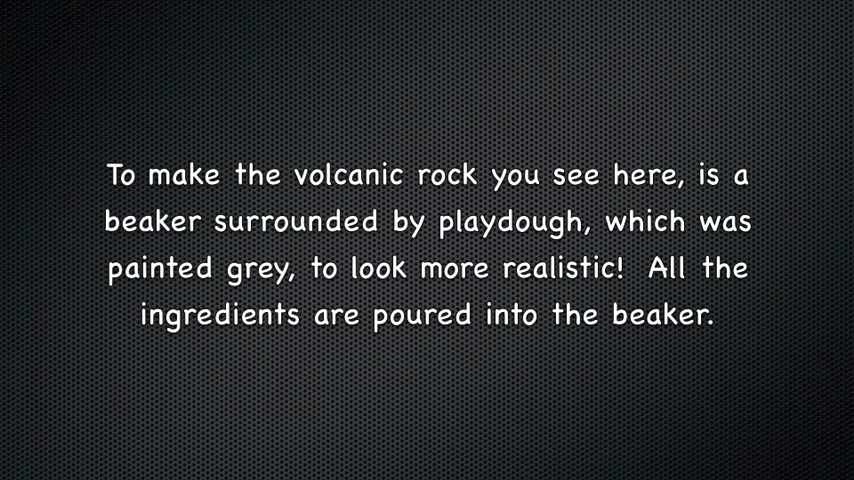 To make the volcanic rock you see here, is a
beaker surrounded by playdough, which was
painted grey, to look more realistic!  All the
ingredients are poured into the beaker.